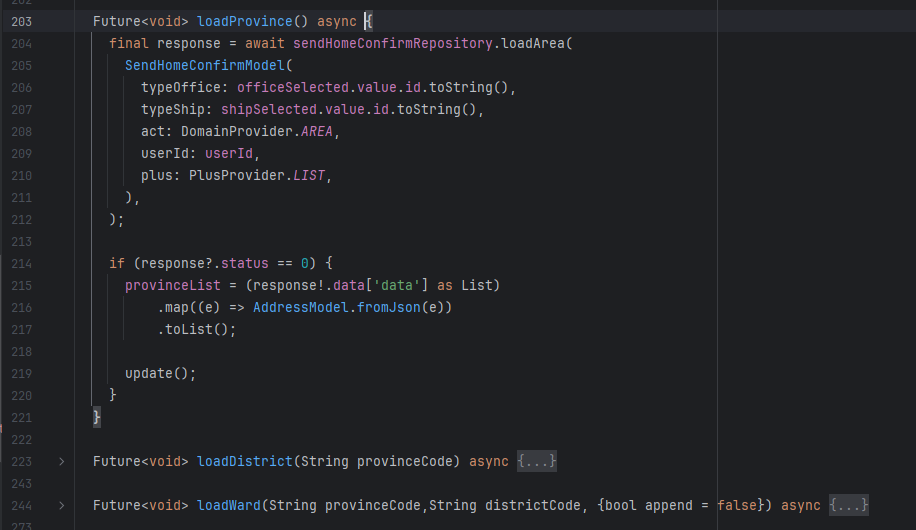 203 Future<void> loadProvince() async {
204 final response = await sendHomeConfirmRepository.loadArea(
205 SendHomeConfirmModel(
206 typeOffice: officeSelected.value.id.toString(),
207 typeShip: shipSelected.value.id.toString(),
208 act: DomainProvider.AREA,
209 userId: userId,
210 plus: PlusProvider.LIST,
211 ),
212 );
213
214 if (response?.status == 0) {
215 provinceList = (response!.data['data'] as List)
216 .map((e) => AddressModel.fromJson(e))
217 .toList();
218
219 update();
220 }
221 }
222
223 Future<void> loadDistrict(String provinceCode) async {...}
243
244 Future<void> loadWard(String provinceCode,String districtCode, {bool append = false}) async {...}
273